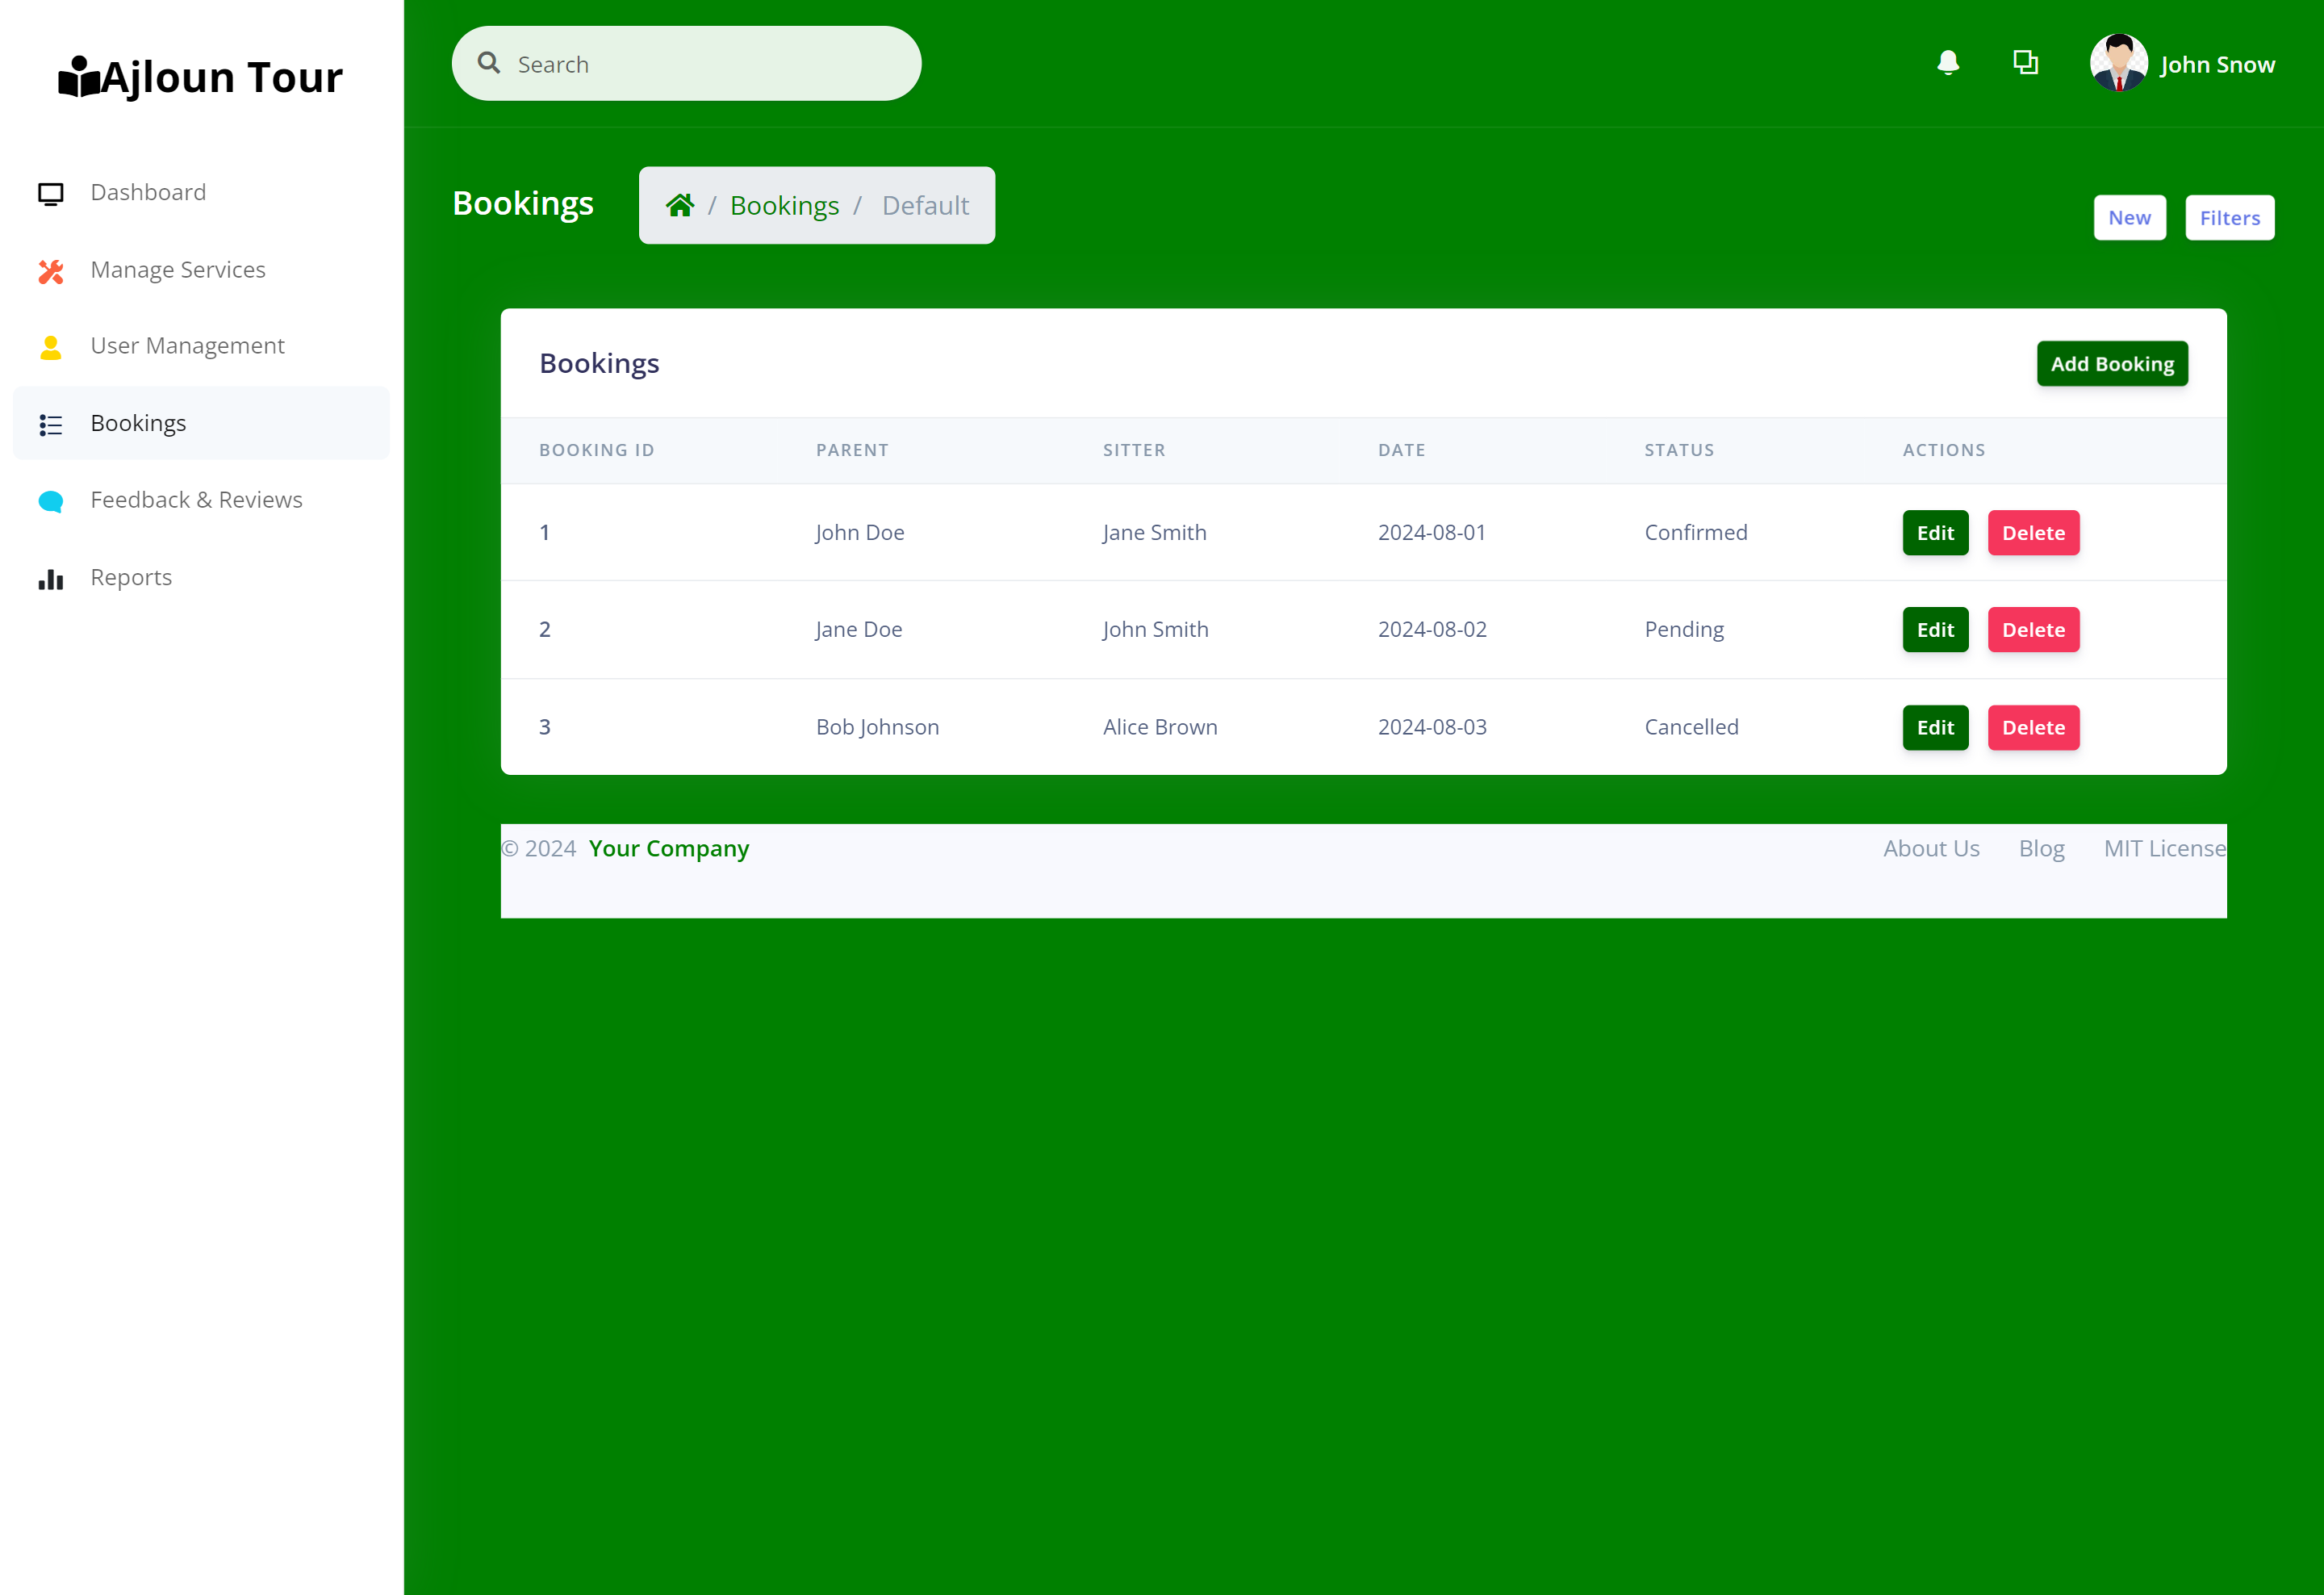 Ajloun Tour
Dashboard
Manage Services
User Management
Bookings
Feedback & Reviews
Reports
Search
John Snow
Bookings
/ Bookings / Default
New
Filters
Bookings
Add Booking
BOOKING ID PARENT SITTER DATE STATUS ACTIONS
1 John Doe Jane Smith 2024-08-01 Confirmed Edit Delete
2 Jane Doe John Smith 2024-08-02 Pending Edit Delete
3 Bob Johnson Alice Brown 2024-08-03 Cancelled Edit Delete
© 2024 Your Company
About Us Blog MIT License